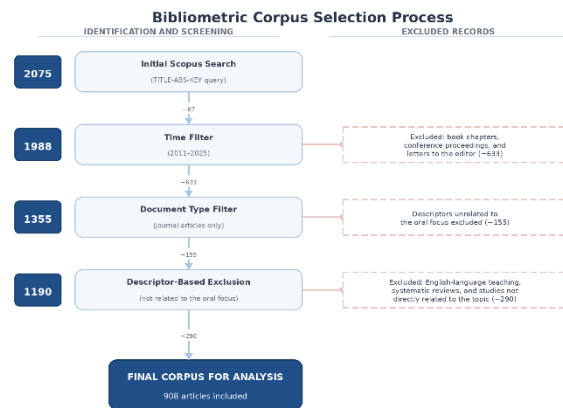 Bibliometric Corpus Selection Process
IDENTIFICATION AND SCREENING
EXCLUDED RECORDS
2075
Initial Scopus Search
(TITLE-ABS-KEY query)
−87
1988
Time Filter
(2011–2025)
Excluded: book chapters,
conference proceedings, and
letters to the editor (−633)
−633
1355
Document Type Filter
(journal articles only)
Descriptors unrelated to
the oral focus excluded (−155)
−155
1190
Descriptor-Based Exclusion
(not related to the oral focus)
Excluded: English-language teaching,
systematic reviews, and studies not
directly related to the topic (−290)
−290
FINAL CORPUS FOR ANALYSIS
908 articles included